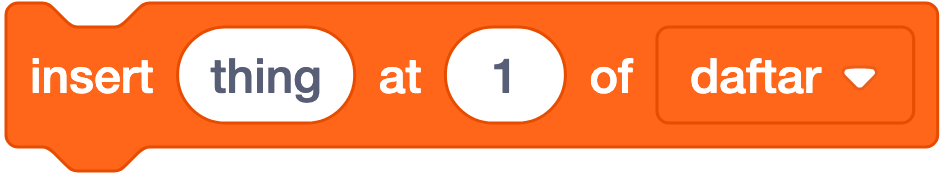 insert thing at 1 of daftar